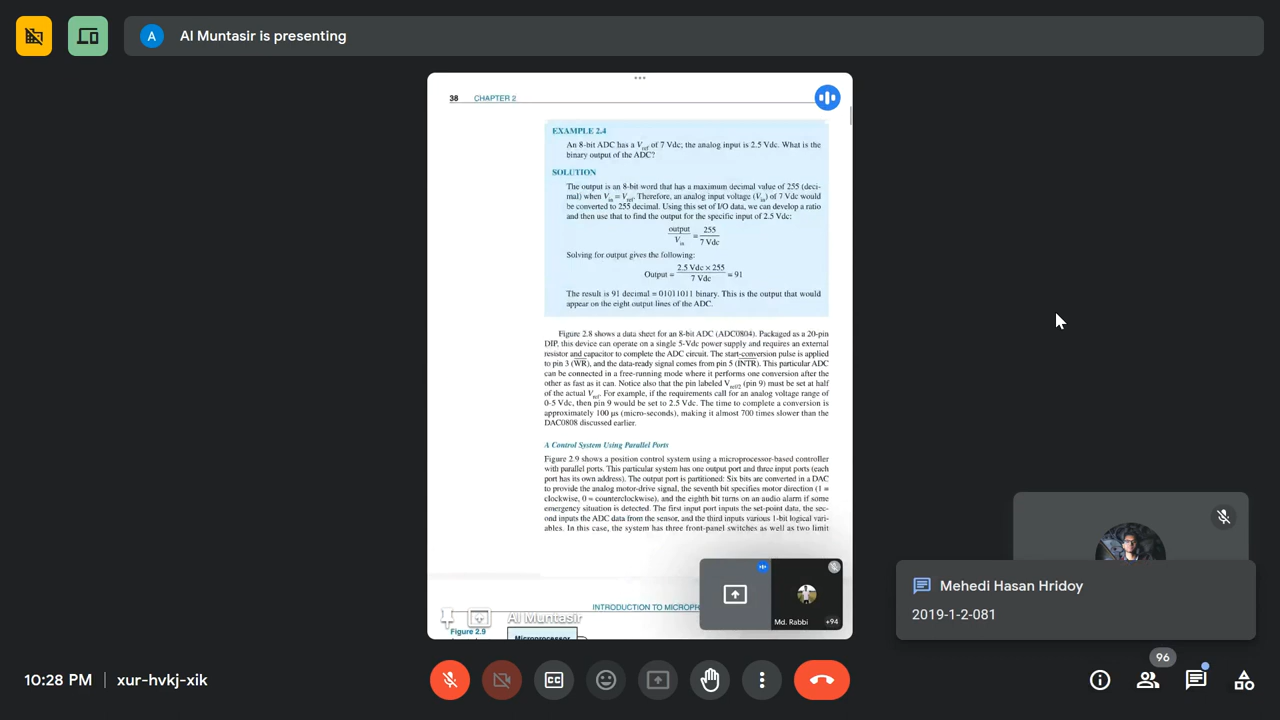 A
Al Muntasir is presenting
38 CHAPTER 2
EXAMPLE 2.4
An 8-bit ADC has a Vref of 7 Vdc; the analog input is 2.5 Vdc. What is the
binary output of the ADC?
SOLUTION
The output is an 8-bit word that has a maximum decimal value of 255 (deci-
mal) when Vin = Vref. Therefore, an analog input voltage (Vin) of 7 Vdc would
be converted to 255 decimal. Using this set of I/O data, we can develop a ratio
and then use that to find the output for the specific input of 2.5 Vdc:
output/Vin = 255/7 Vdc
Solving for output gives the following:
Output = 2.5 Vdc × 255/7 Vdc = 91
The result is 91 decimal = 01011011 binary. This is the output that would
appear on the eight output lines of the ADC.
Figure 2.8 shows a data sheet for an 8-bit ADC (ADC0804). Packaged as a 20-pin
DIP, this device can operate on a single 5-Vdc power supply and requires an external
resistor and capacitor to complete the ADC circuit. The start-conversion pulse is applied
to pin 3 (W̅R̅), and the data-ready signal comes from pin 5 (I̅N̅T̅R̅). This particular ADC
can be connected in a free-running mode where it performs one conversion after the
other as fast as it can. Notice also that the pin labeled Vref/2 (pin 9) must be set at half
of the actual Vref. For example, if the requirements call for an analog voltage range of
0-5 Vdc, then pin 9 would be set to 2.5 Vdc. The time to complete a conversion is
approximately 100 μs (micro-seconds), making it almost 700 times slower than the
DAC0808 discussed earlier.
A Control System Using Parallel Ports
Figure 2.9 shows a position control system using a microprocessor-based controller
with parallel ports. This particular system has one output port and three input ports (each
port has its own address). The output port is partitioned: Six bits are converted in a DAC
to provide the analog motor-drive signal, the seventh bit specifies motor direction (1 =
clockwise, 0 = counterclockwise), and the eighth bit turns on an audio alarm if some
emergency situation is detected. The first input port inputs the set-point data, the sec-
ond inputs the ADC data from the sensor, and the third inputs various 1-bit logical vari-
ables. In this case, the system has three front-panel switches as well as two limit
INTRODUCTION TO
Figure 2.9
Microprocessor
Al Muntasir
Md. Rabbi
+94
Mehedi Hasan Hridoy
2019-1-2-081
10:28 PM | xur-hvkj-xik
CC
96